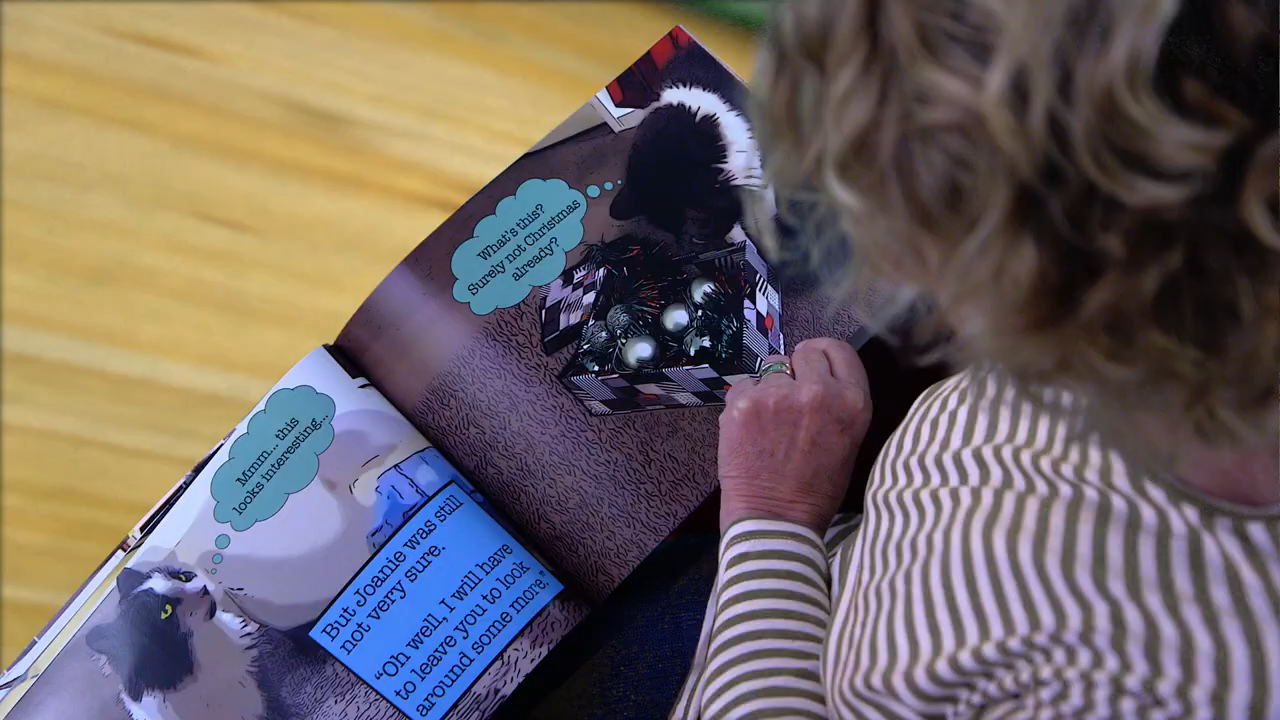 Mmm... this
looks interesting...
But Joanie was still
not very sure.
"Oh well, I will have
to leave you to look
around some more!
What's this?
Surely not Christmas
already?